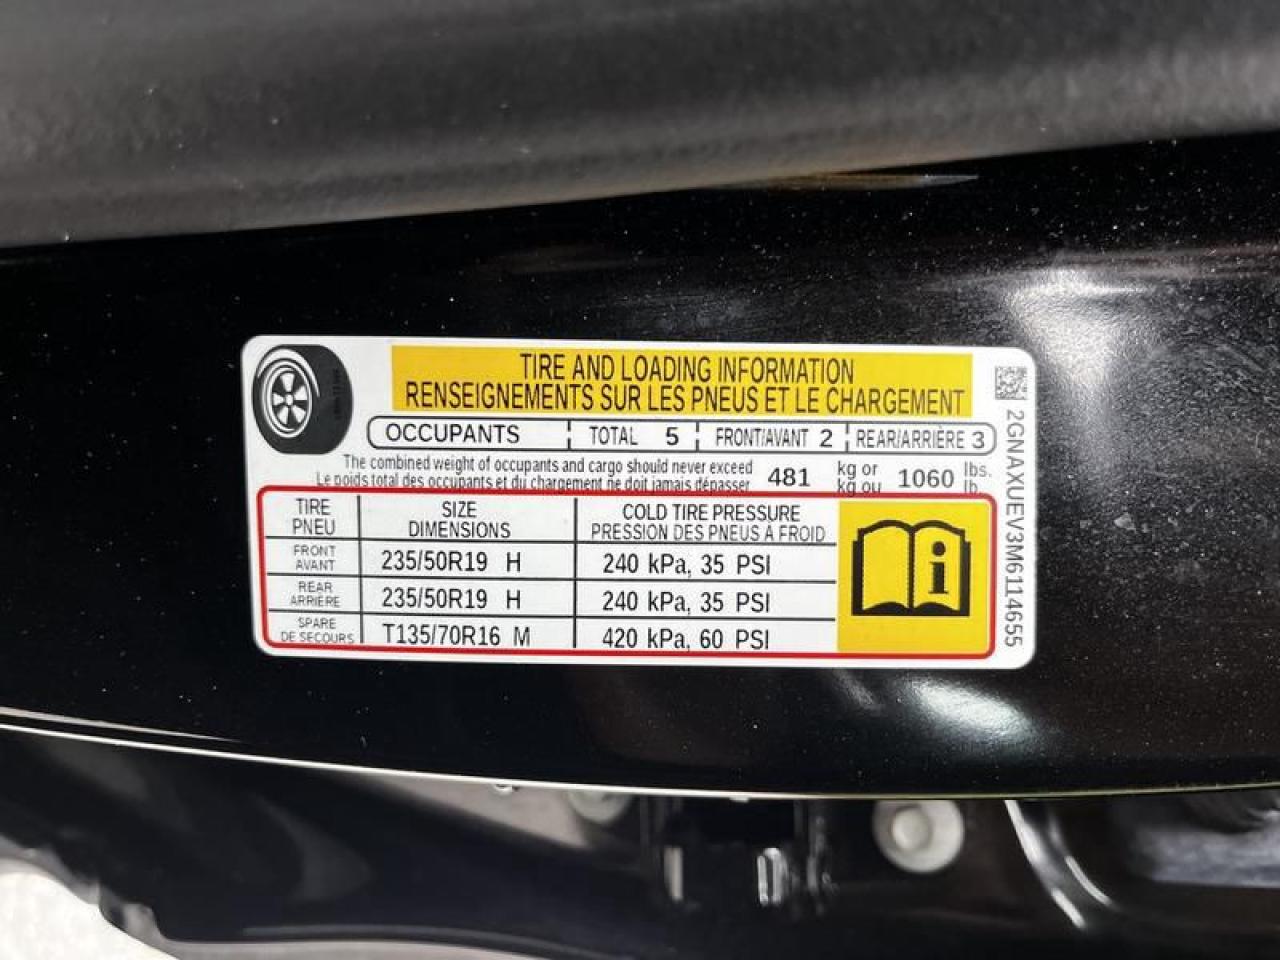 TIRE AND LOADING INFORMATION
RENSEIGNEMENTS SUR LES PNEUS ET LE CHARGEMENT
OCCUPANTS TOTAL 5 FRONT/AVANT 2 REAR/ARRIÈRE 3
The combined weight of occupants and cargo should never exceed
Le poids total des occupants et du chargement ne doit jamais dépasser
481 kg or 1060 lbs.
kg ou lb.
TIRE SIZE COLD TIRE PRESSURE
PNEU DIMENSIONS PRESSION DES PNEUS À FROID
FRONT
AVANT 235/50R19 H 240 kPa, 35 PSI
REAR
ARRIÈRE 235/50R19 H 240 kPa, 35 PSI
SPARE
DE SECOURS T135/70R16 M 420 kPa, 60 PSI
i
2GNAXUEV3M6114655